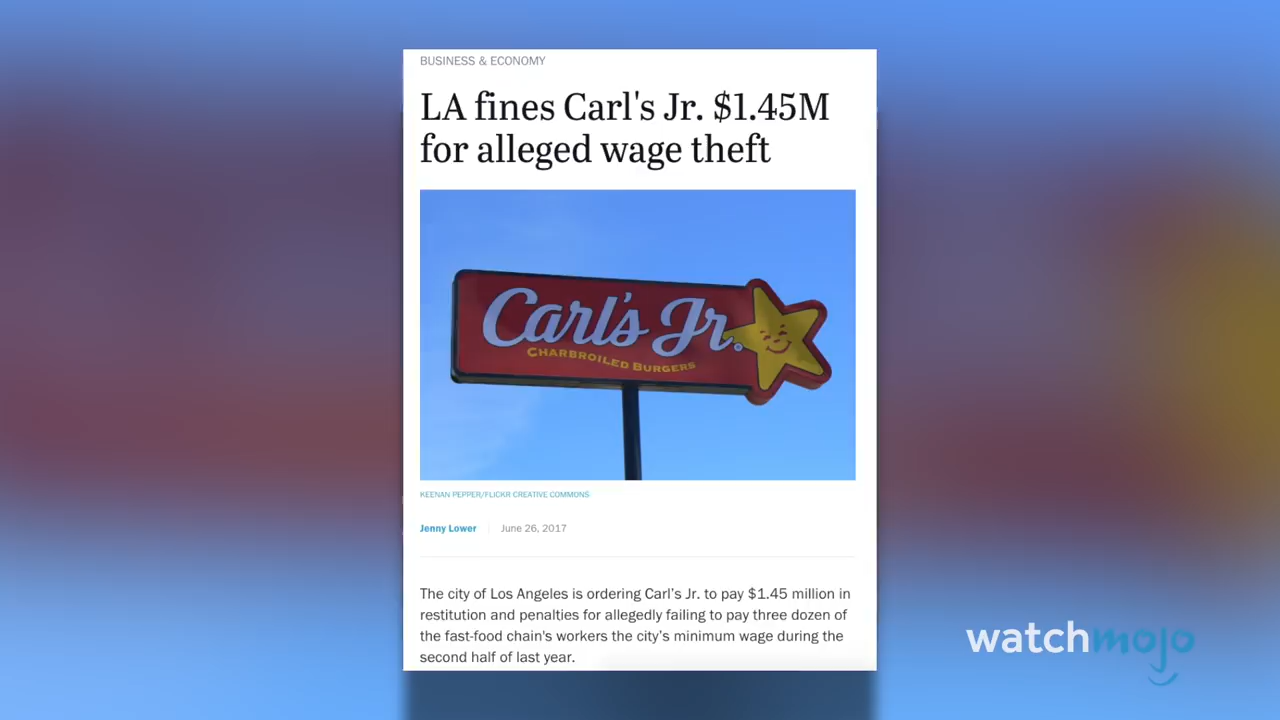 BUSINESS & ECONOMY
LA fines Carl's Jr. $1.45M
for alleged wage theft
Carl's Jr.
CHARBROILED BURGERS
KEENAN PEPPER/FLICKR CREATIVE COMMONS
Jenny Lower June 26, 2017
The city of Los Angeles is ordering Carl's Jr. to pay $1.45 million in
restitution and penalties for allegedly failing to pay three dozen of
the fast-food chain's workers the city's minimum wage during the
second half of last year.
watchmojo